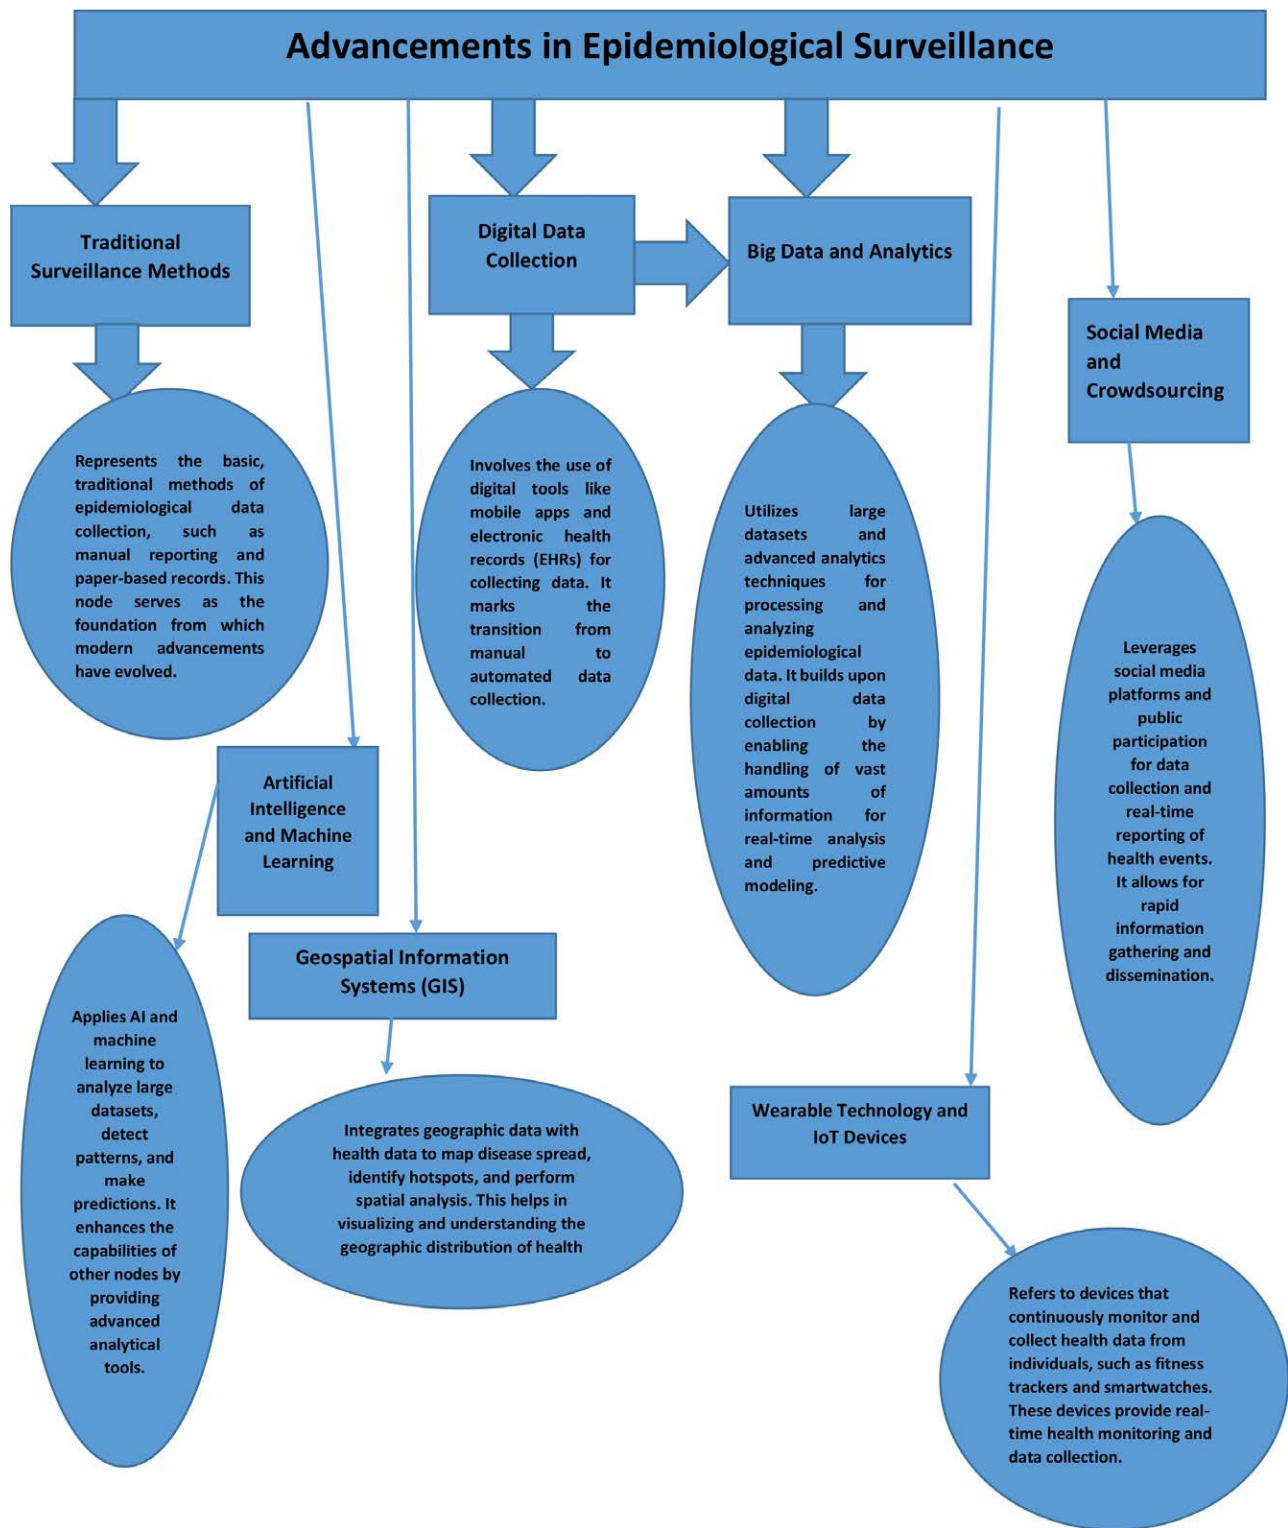 Advancements in Epidemiological Surveillance
Traditional
Surveillance Methods
Digital Data
Collection
Big Data and Analytics
Social Media
and
Crowdsourcing
Represents the basic,
traditional methods of
epidemiological data
collection, such as
manual reporting and
paper-based records. This
node serves as the
foundation from which
modern advancements
have evolved.
Involves the use of
digital tools like
mobile apps and
electronic health
records (EHRs) for
collecting data. It
marks the
transition from
manual to
automated data
collection.
Utilizes large
datasets and
advanced analytics
techniques for
processing and
analyzing
epidemiological
data. It builds upon
digital data
collection by
enabling the
handling of vast
amounts of
information for
real-time analysis
and predictive
modeling.
Leverages
social media
platforms and
public
participation
for data
collection and
real-time
reporting of
health events.
It allows for
rapid
information
gathering and
dissemination.
Artificial
Intelligence
and Machine
Learning
Geospatial Information
Systems (GIS)
Applies AI and
machine
learning to
analyze large
datasets,
detect
patterns, and
make
predictions. It
enhances the
capabilities of
other nodes by
providing
advanced
analytical
tools.
Integrates geographic data with
health data to map disease spread,
identify hotspots, and perform
spatial analysis. This helps in
visualizing and understanding the
geographic distribution of health
Wearable Technology and
IoT Devices
Refers to devices that
continuously monitor and
collect health data from
individuals, such as fitness
trackers and smartwatches.
These devices provide real-
time health monitoring and
data collection.